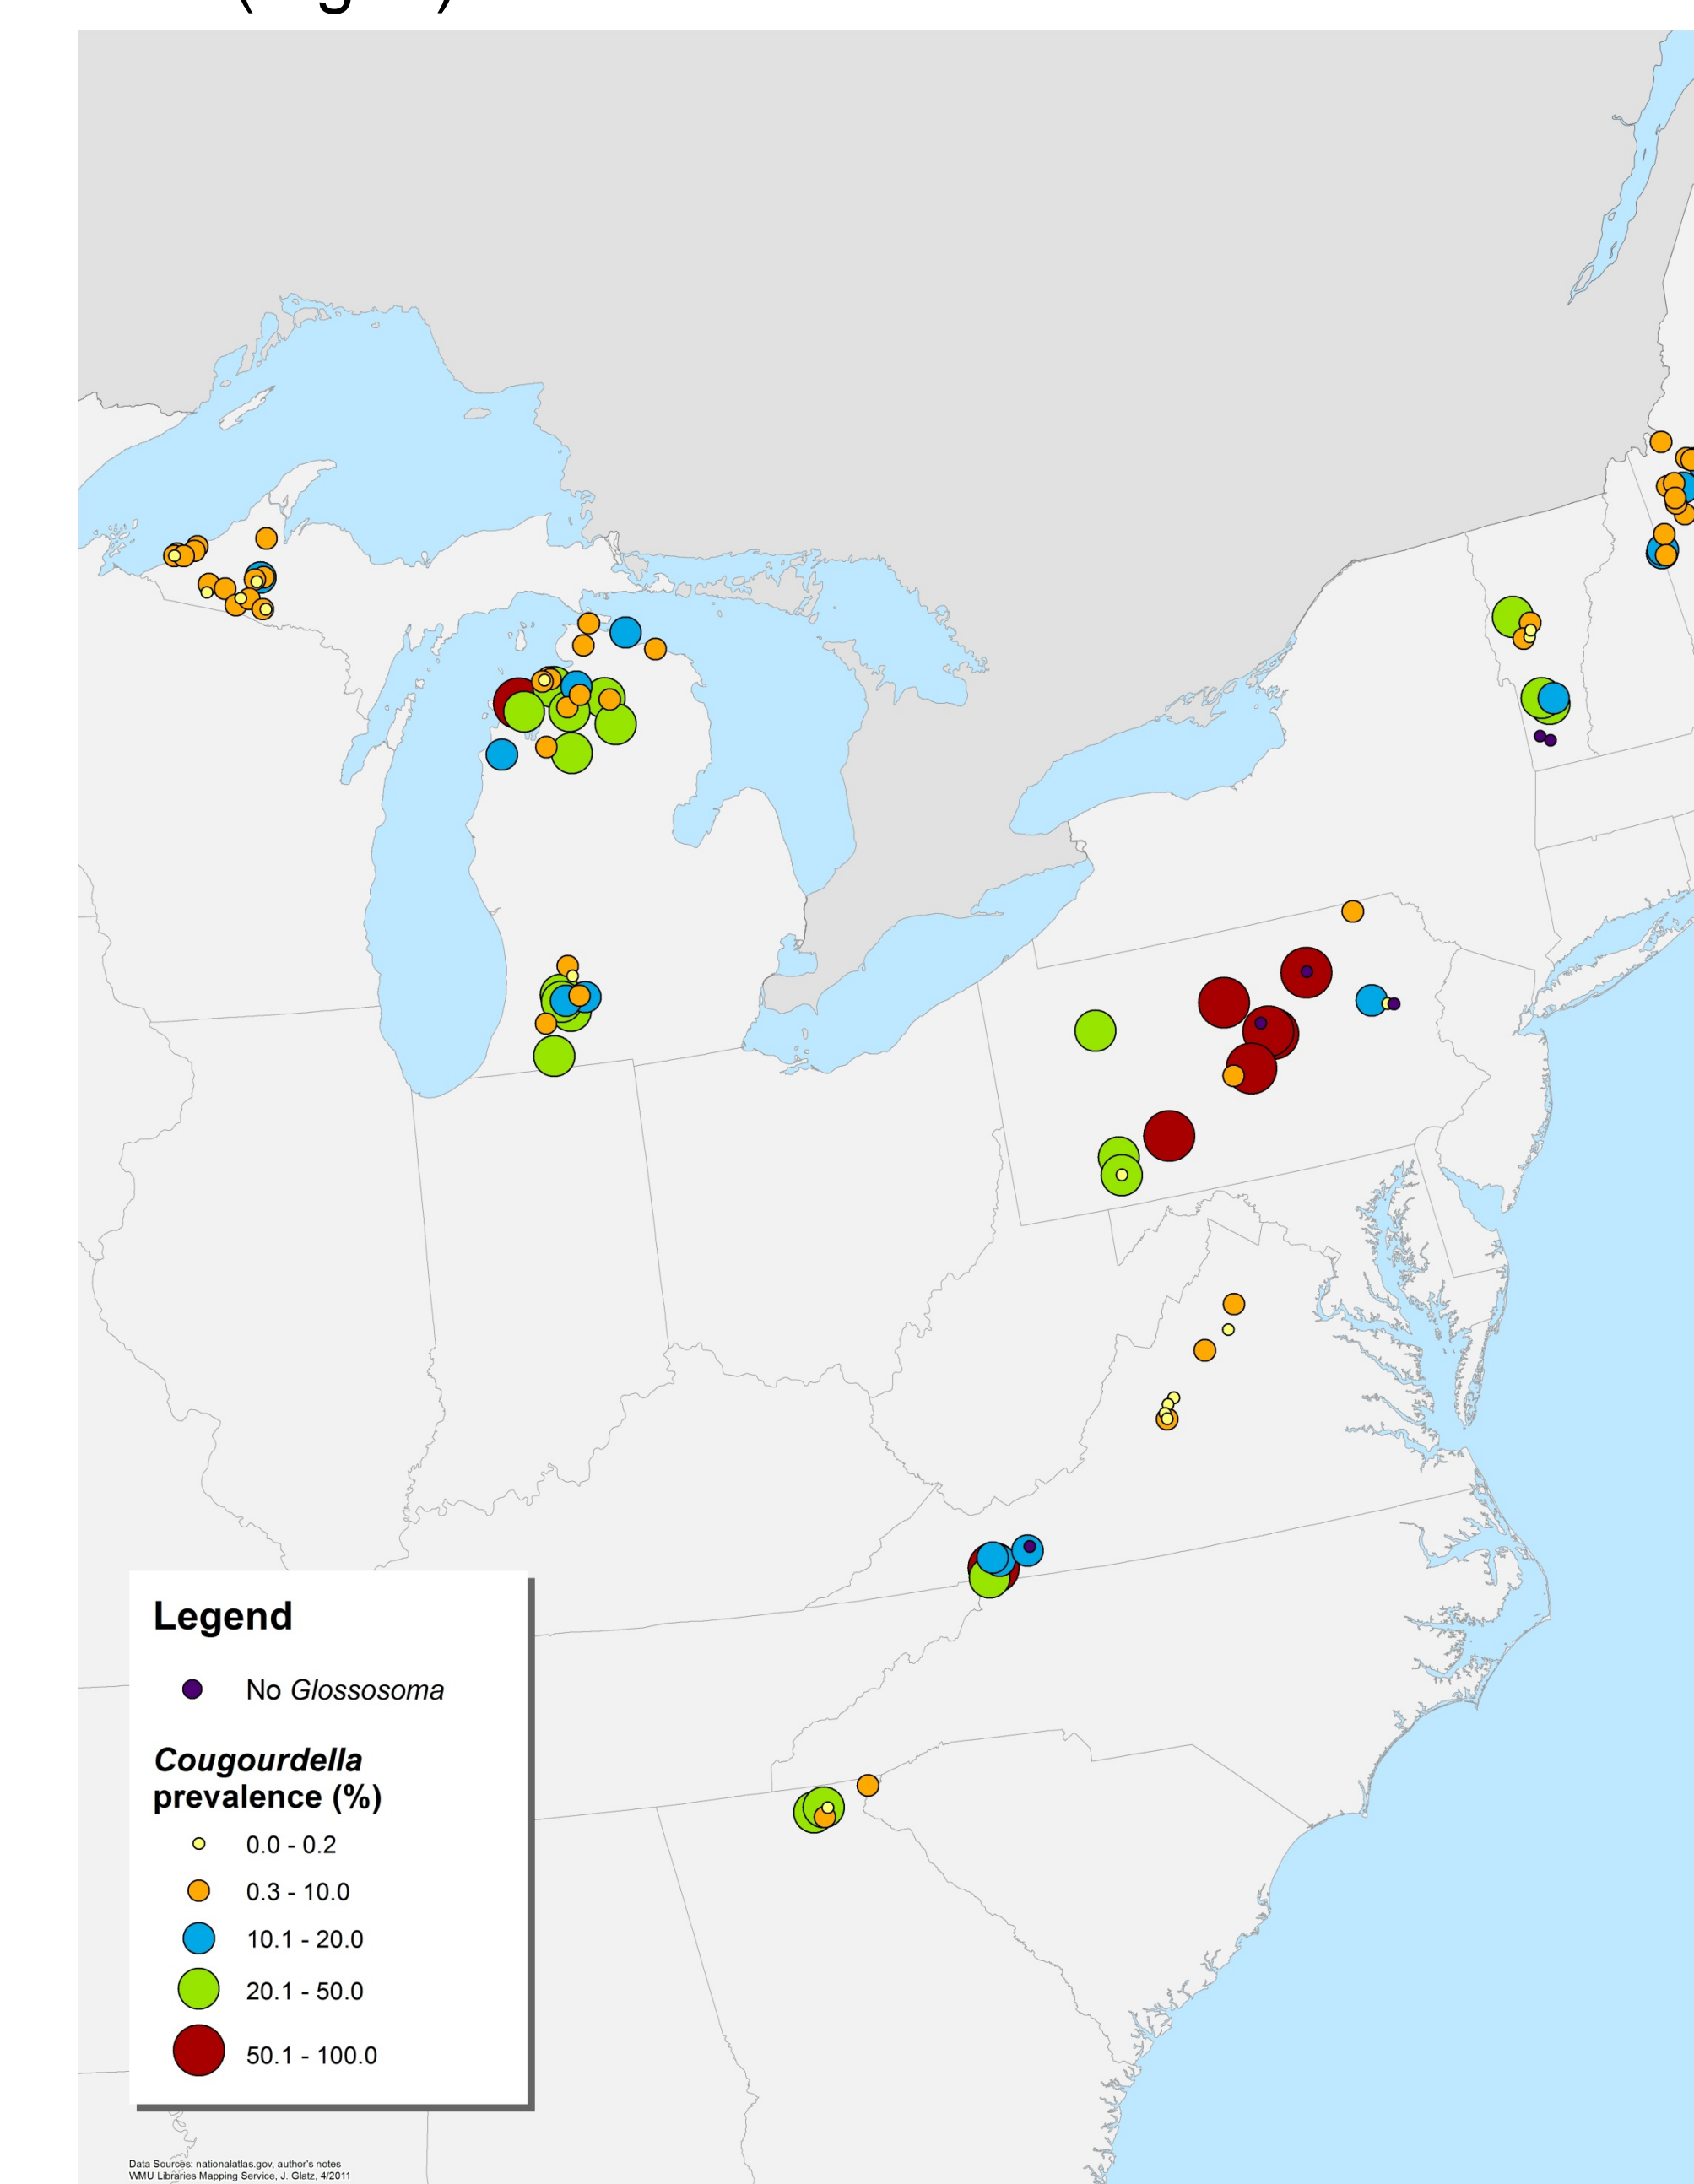 Legend
No Glossosoma
Cougourdella
prevalence (%)
0.0 - 0.2
0.3 - 10.0
10.1 - 20.0
20.1 - 50.0
50.1 - 100.0
Data Sources: nationalatlas.gov, author's notes
WMU Libraries Mapping Service, J. Glatz, 4/2011